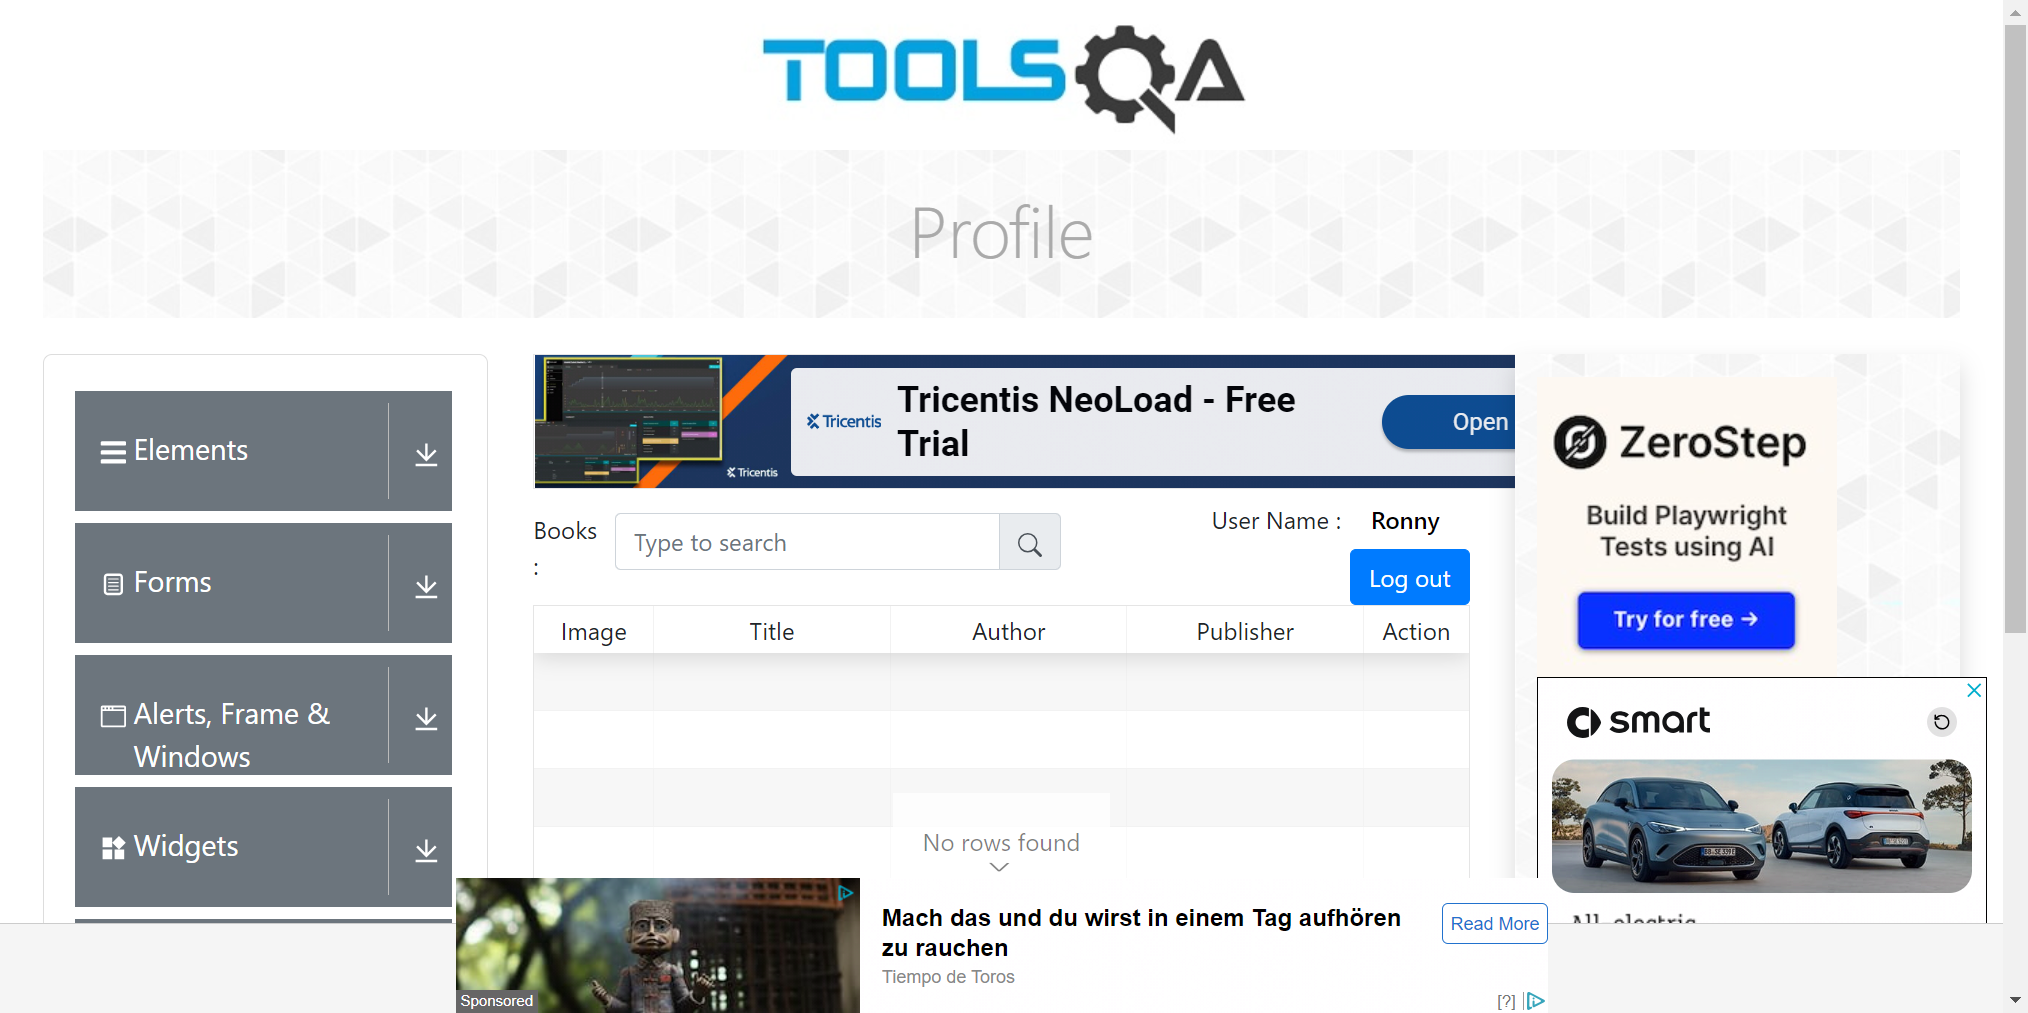 TOOLSQA
Profile
Elements
Forms
Alerts, Frame &
Windows
Widgets
Tricentis
Tricentis
Tricentis NeoLoad - Free
Trial
Open
Books
:
Type to search
User Name :
Ronny
Log out
Image
Title
Author
Publisher
Action
No rows found
ZeroStep
Build Playwright
Tests using AI
Try for free →
smart
Sponsored
Mach das und du wirst in einem Tag aufhören
zu rauchen
Tiempo de Toros
Read More
[?]